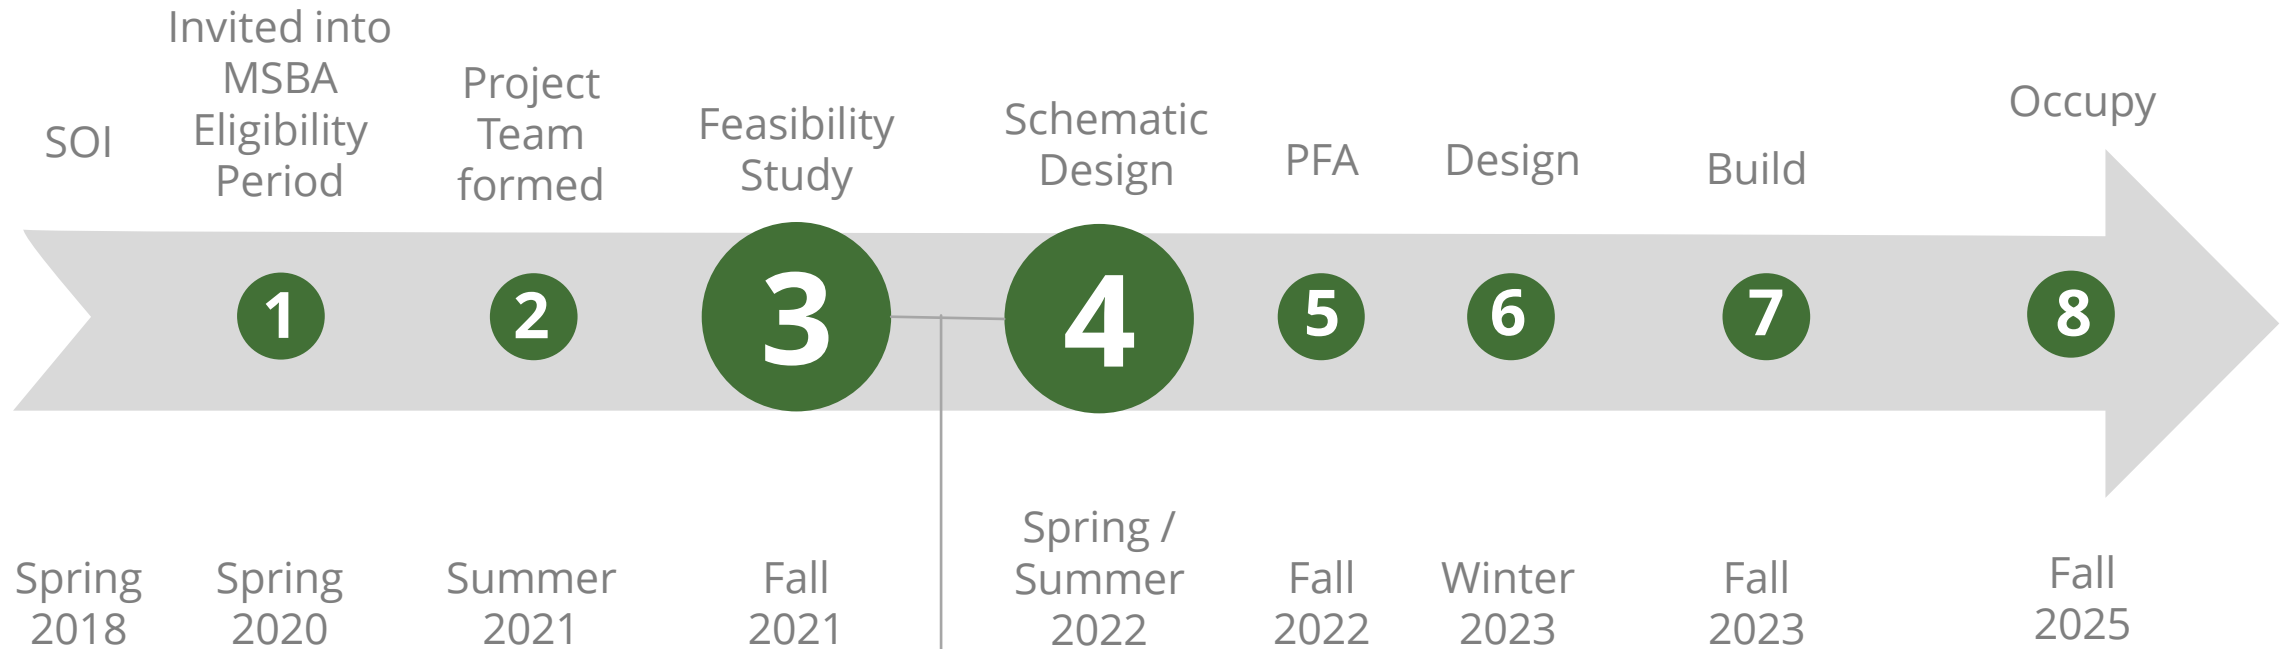 SOI
Invited into
MSBA
Eligibility
Period
Project
Team
formed
Feasibility
Study
Schematic
Design
PFA
Design
Build
Occupy
1
2
3
4
5
6
7
8
Spring
2018
Spring
2020
Summer
2021
Fall
2021
Spring /
Summer
2022
Fall
2022
Winter
2023
Fall
2023
Fall
2025